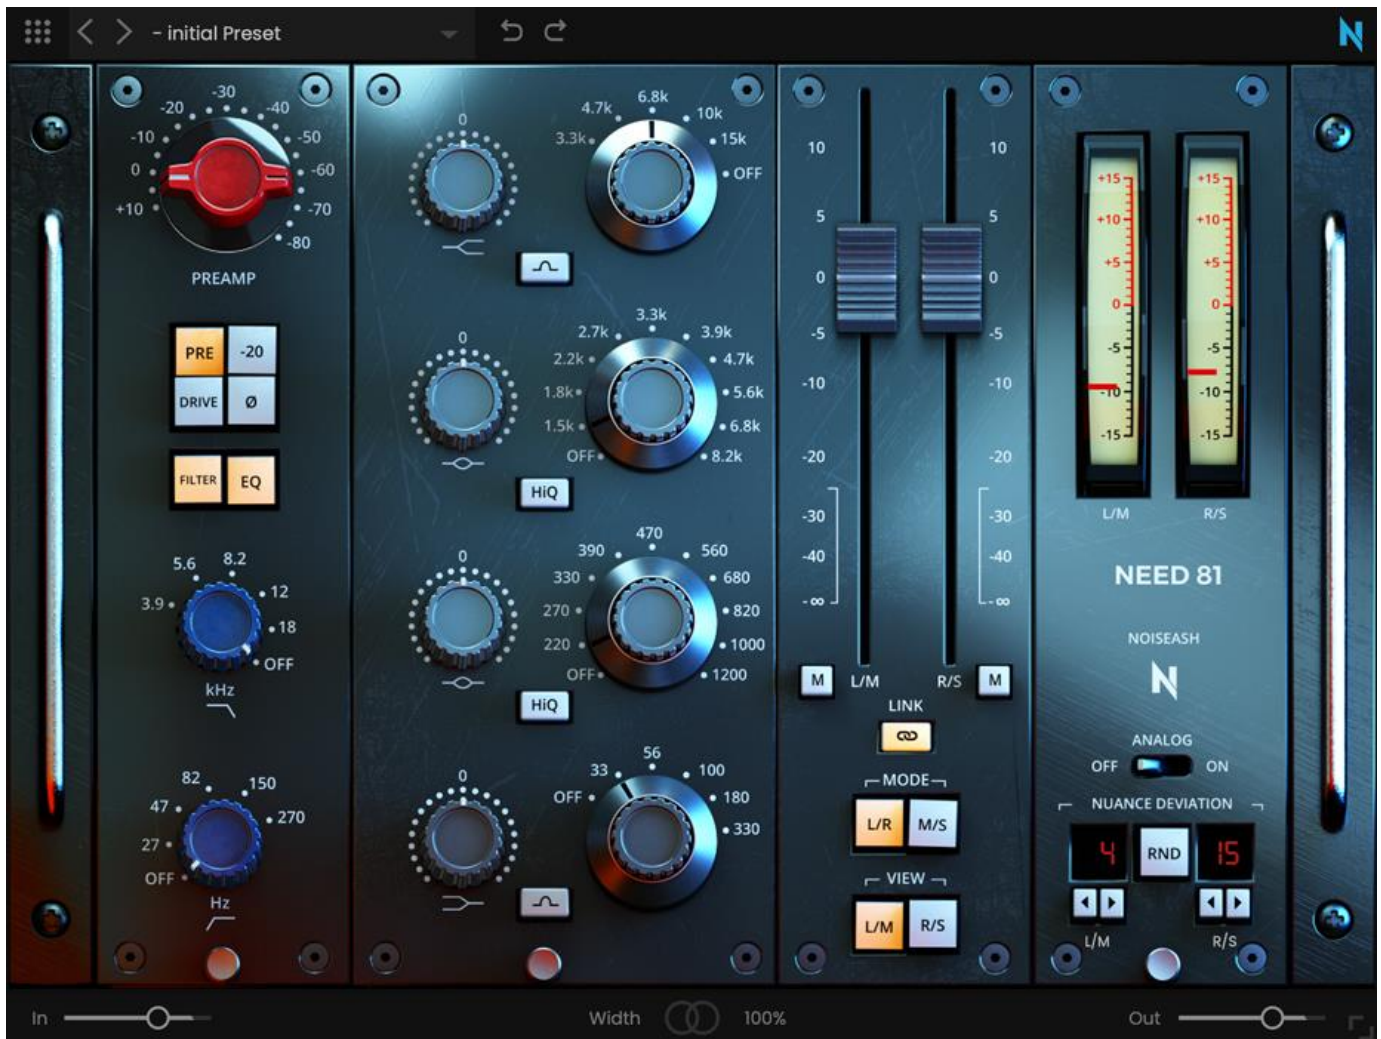 - initial Preset
-30
-20
-40
-10
-50
0
-60
+10
-70
-80
PREAMP
PRE
-20
DRIVE
Ø
FILTER
EQ
5.6
8.2
3.9
12
18
OFF
kHz
82
150
47
270
27
OFF
Hz
0
6.8k
4.7k
10k
3.3k
15k
OFF
0
3.3k
2.7k
3.9k
2.2k
4.7k
1.8k
5.6k
1.5k
6.8k
OFF
8.2k
HiQ
0
470
390
560
330
680
270
820
220
1000
OFF
1200
HiQ
0
56
33
100
OFF
180
330
10
10
5
5
0
0
-5
-5
-10
-10
-20
-20
-30
-30
-40
-40
-∞
-∞
M
L/M
R/S
M
LINK
MODE
L/R
M/S
VIEW
L/M
R/S
+15
+15
+10
+10
+5
+5
0
0
-5
-5
-10
-10
-15
-15
L/M
R/S
NEED 81
NOISEASH
N
ANALOG
OFF
ON
NUANCE DEVIATION
4
RND
15
L/M
R/S
In
Width
100%
Out